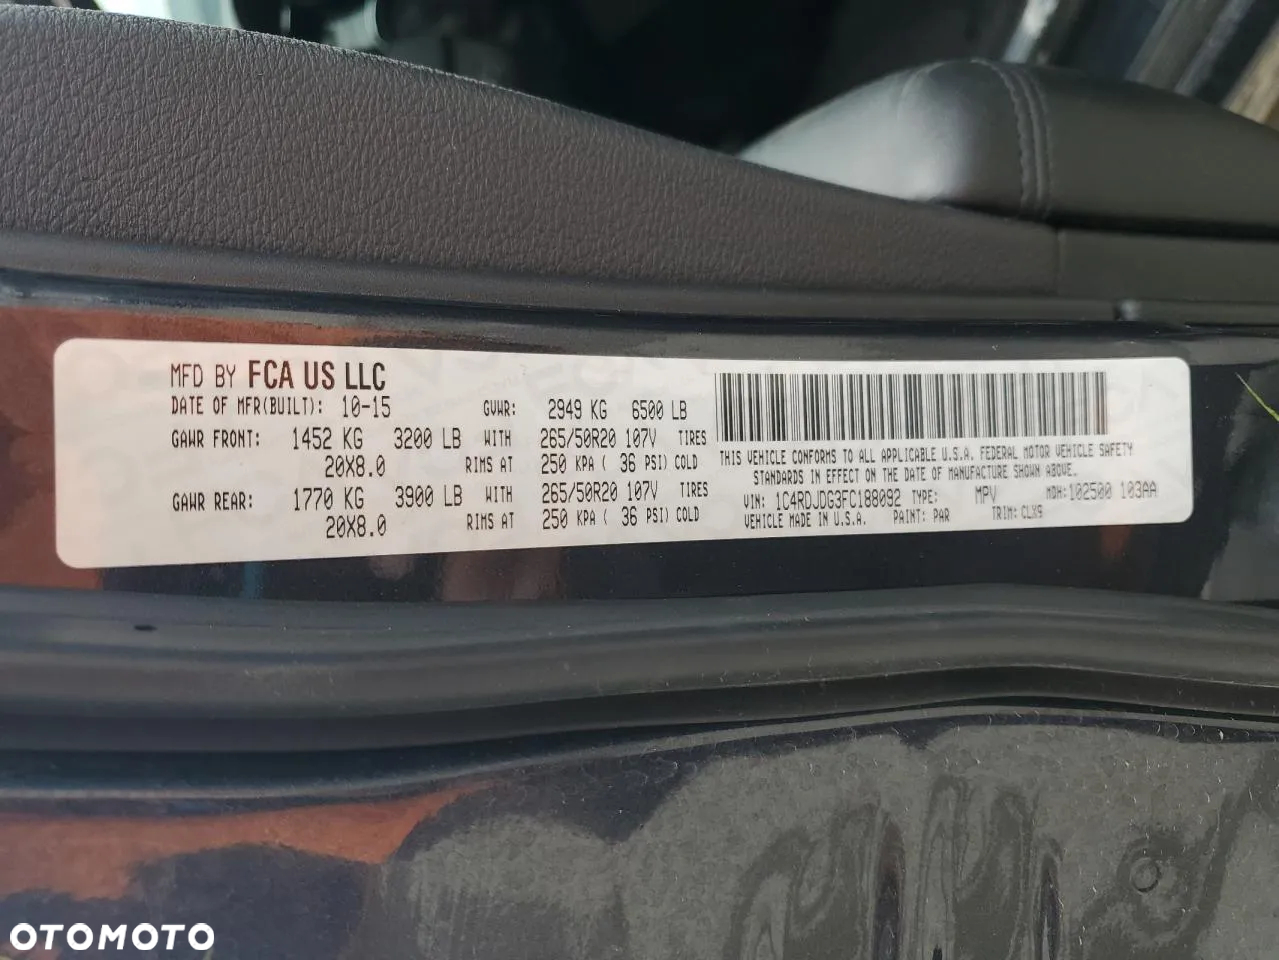 MFD BY FCA US LLC
DATE OF MFR(BUILT): 10-15 GVWR: 2949 KG 6500 LB
GAWR FRONT: 1452 KG 3200 LB WITH 265/50R20 107V TIRES
20X8.0 RIMS AT 250 KPA ( 36 PSI) COLD
GAWR REAR: 1770 KG 3900 LB WITH 265/50R20 107V TIRES
20X8.0 RIMS AT 250 KPA ( 36 PSI) COLD
THIS VEHICLE CONFORMS TO ALL APPLICABLE U.S.A. FEDERAL MOTOR VEHICLE SAFETY
STANDARDS IN EFFECT ON THE DATE OF MANUFACTURE SHOWN ABOVE.
VIN: 1C4RDJDG3FC188092 TYPE: MPV MDH: 102500 103AA
VEHICLE MADE IN U.S.A. PAINT: PAR TRIM: CLX9
OTOMOTO